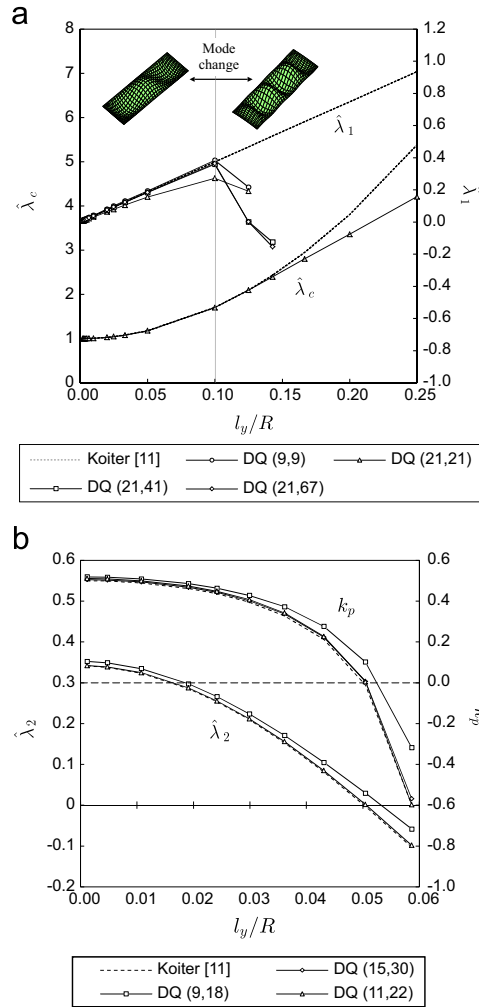 a
8
7
6
5
4
3
2
1
0
λ̂c
Mode
change
λ̂1
λ̂c
1.2
1.0
0.8
0.6
0.4
0.2
0.0
-0.2
-0.4
-0.6
-0.8
-1.0
λ̂1
0.00 0.05 0.10 0.15 0.20 0.25
ly/R
Koiter [11] DQ (9,9) DQ (21,21)
DQ (21,41) DQ (21,67)
b
0.6
0.5
0.4
0.3
0.2
0.1
0
-0.1
-0.2
λ̂2
kp
λ̂2
0.6
0.4
0.2
0.0
-0.2
-0.4
-0.6
-0.8
-1.0
kp
0.00 0.01 0.02 0.03 0.04 0.05 0.06
ly/R
Koiter [11] DQ (15,30)
DQ (9,18) DQ (11,22)